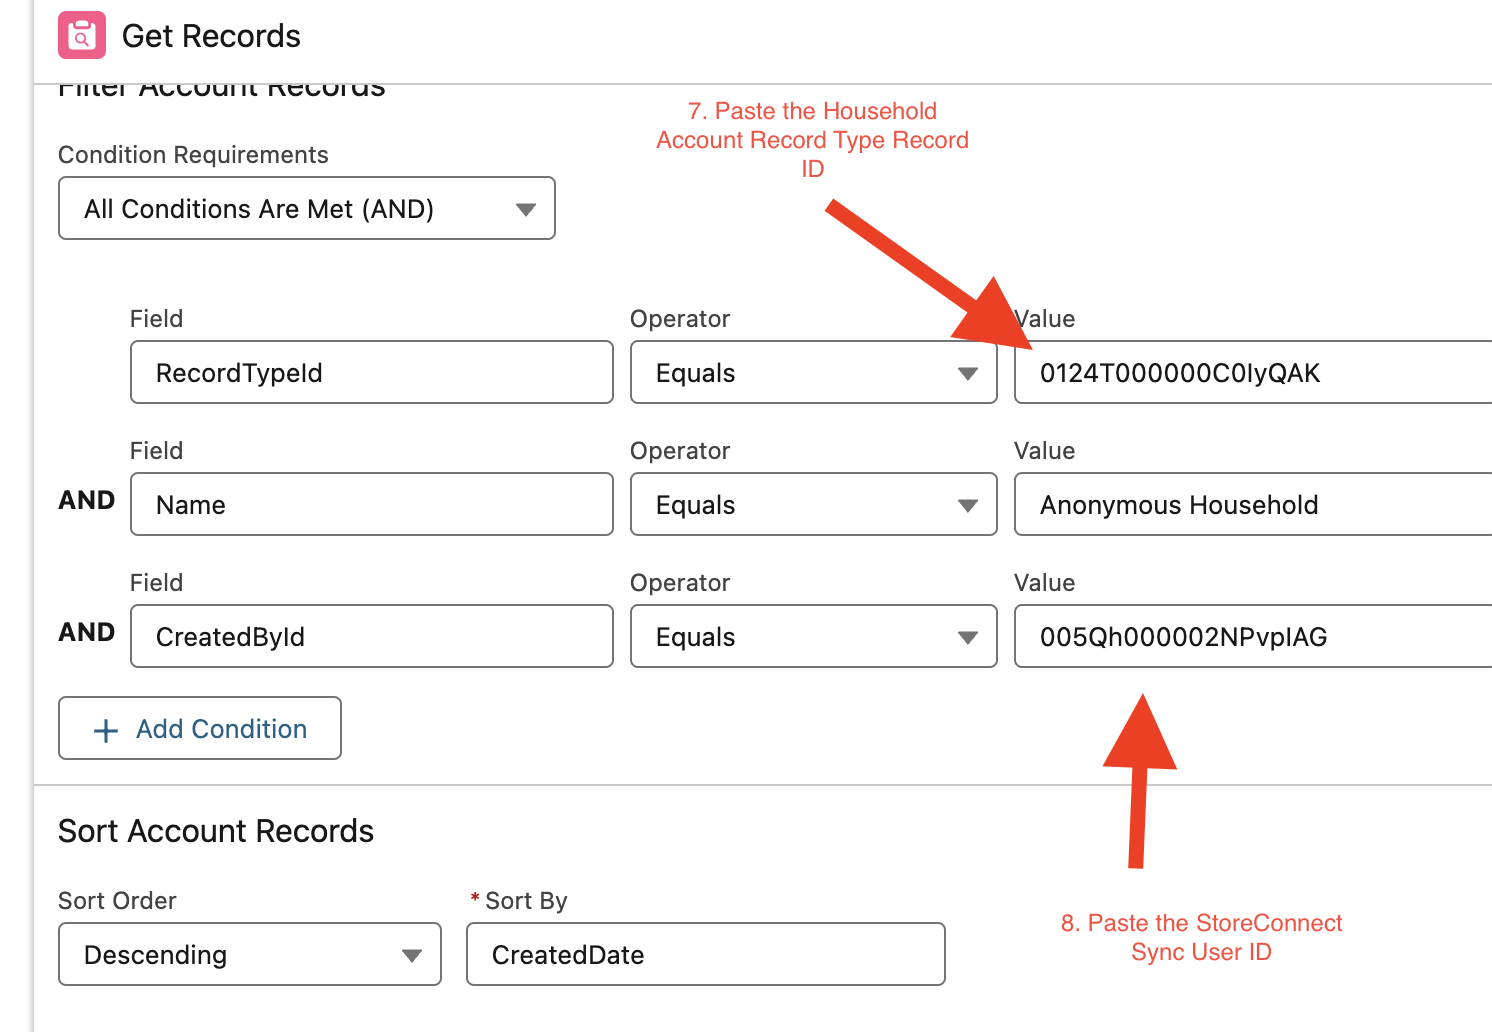 Get Records
Filter Account Records
7. Paste the Household
Account Record Type Record
ID
Condition Requirements
All Conditions Are Met (AND)
Field
Operator
Value
RecordTypeId
Equals
0124T000000C0IyQAK
Field
Operator
Value
AND
Name
Equals
Anonymous Household
Field
Operator
Value
AND
CreatedById
Equals
005Qh000002NPvpIAG
+ Add Condition
Sort Account Records
Sort Order
* Sort By
Descending
CreatedDate
8. Paste the StoreConnect
Sync User ID